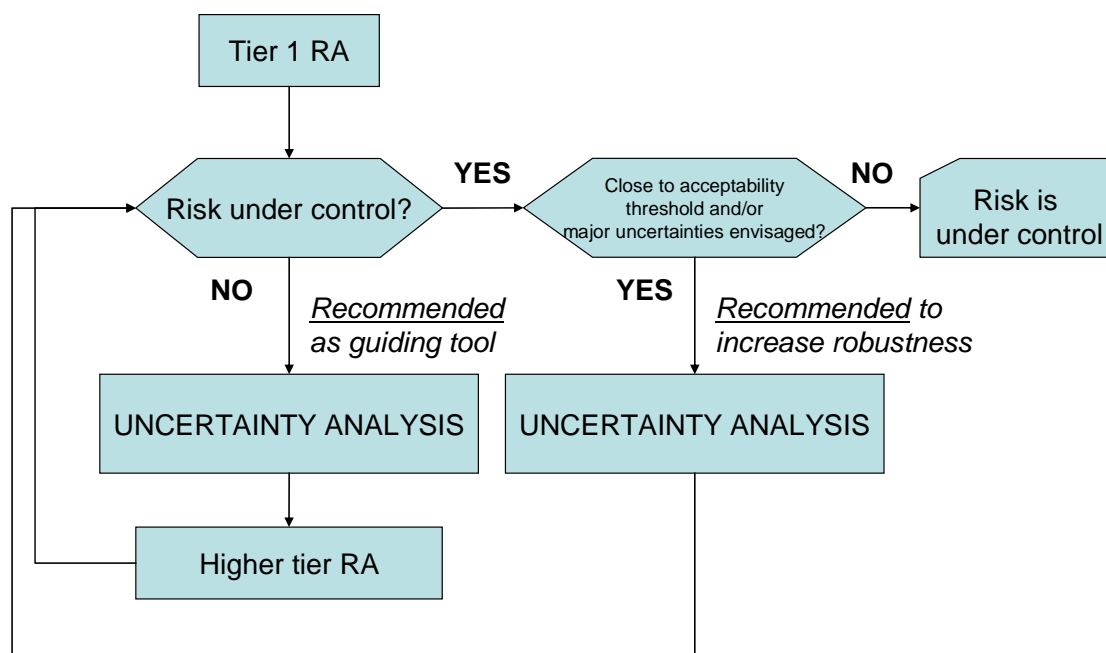 Tier 1 RA
Risk under control?
YES
Close to acceptability
threshold and/or
major uncertainties envisaged?
NO
Risk is
under control
NO
Recommended
as guiding tool
YES
Recommended to
increase robustness
UNCERTAINTY ANALYSIS
UNCERTAINTY ANALYSIS
Higher tier RA